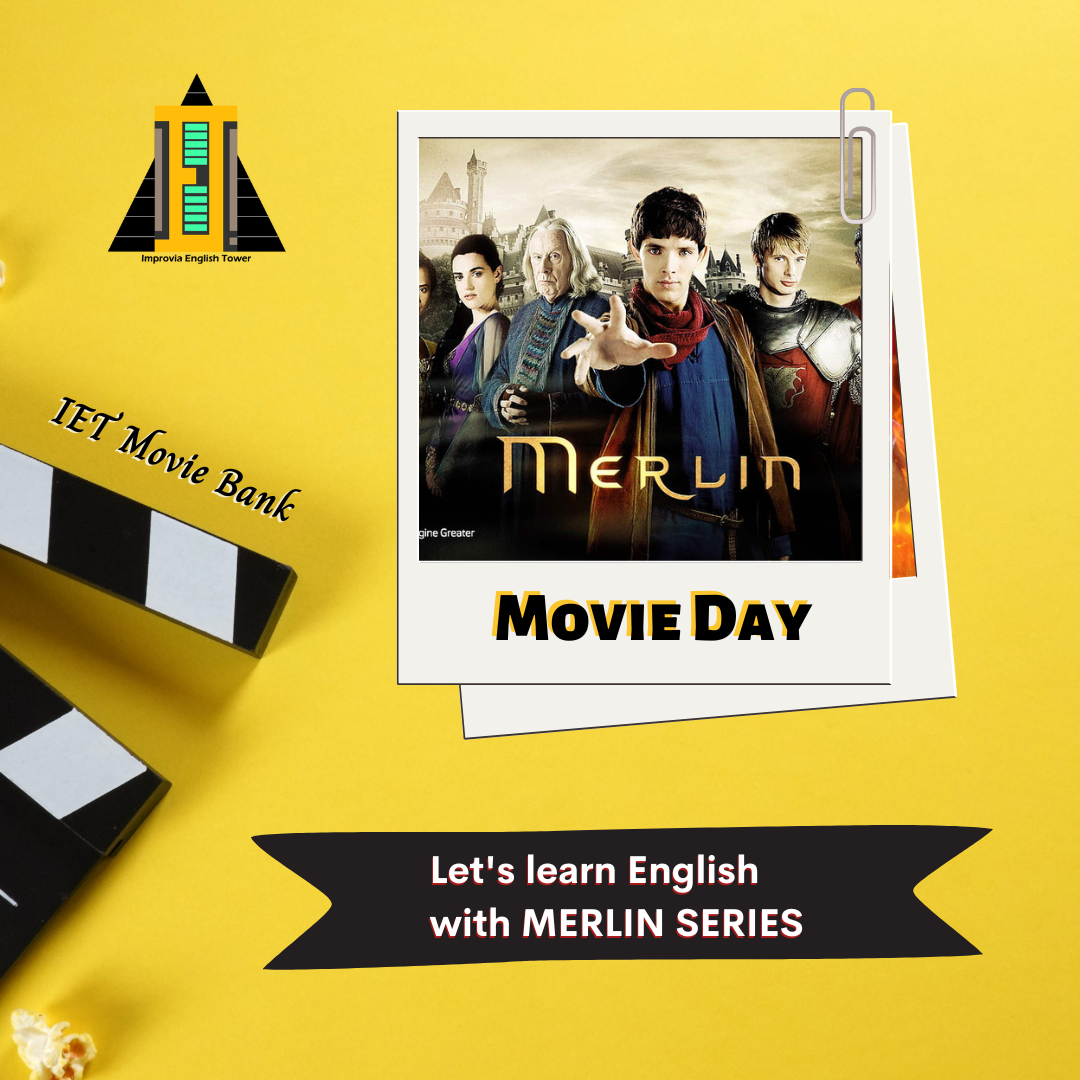 Improvia English Tower
IET Movie Bank
MERLIN
gine Greater
MOVIE DAY
Let's learn English
with MERLIN SERIES